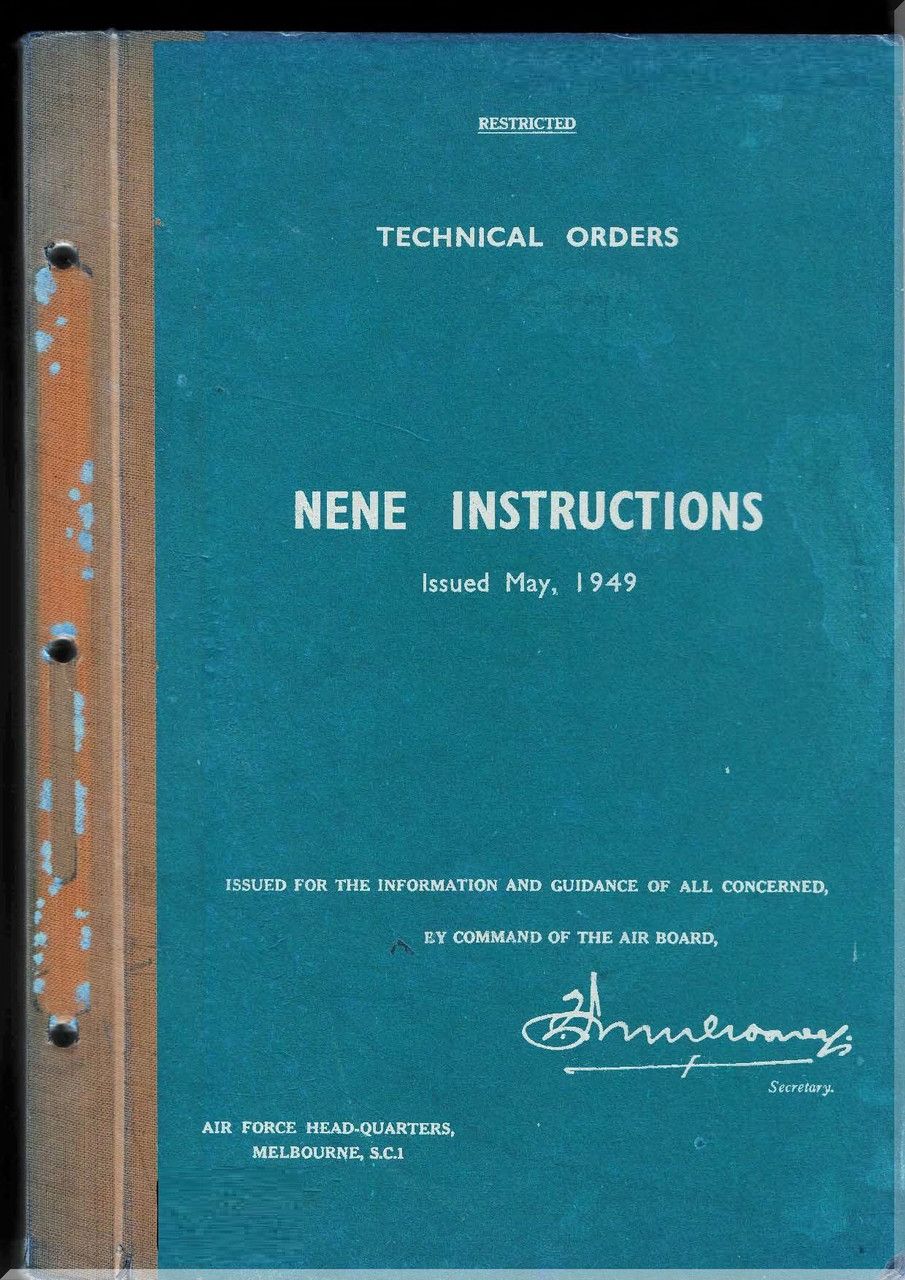 RESTRICTED
TECHNICAL ORDERS
NENE INSTRUCTIONS
Issued May, 1949
ISSUED FOR THE INFORMATION AND GUIDANCE OF ALL CONCERNED,
BY COMMAND OF THE AIR BOARD,
Secretary.
AIR FORCE HEAD-QUARTERS,
MELBOURNE, S.C.1